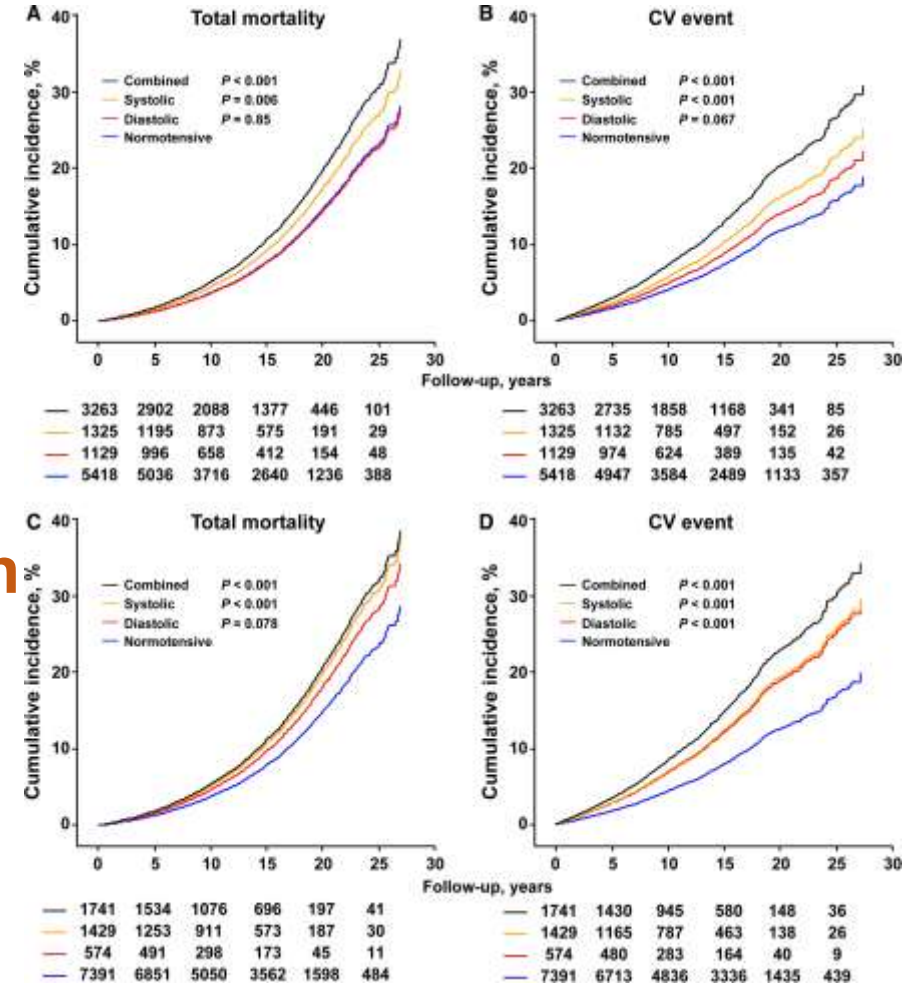 A Total mortality
Cumulative incidence, %
40
30
20
10
0
Combined P < 0.001
Systolic P = 0.006
Diastolic P = 0.85
Normotensive
0 5 10 15 20 25 30
B CV event
Cumulative incidence, %
40
30
20
10
0
Combined P < 0.001
Systolic P < 0.001
Diastolic P = 0.067
Normotensive
0 5 10 15 20 25 30
Follow-up, years
3263 2902 2088 1377 446 101
1325 1195 873 575 191 29
1129 996 658 412 154 48
5418 5036 3716 2640 1236 388
3263 2735 1858 1168 341 85
1325 1132 785 497 152 26
1129 974 624 389 135 42
5418 4947 3584 2489 1133 357
n
C Total mortality
Cumulative incidence, %
40
30
20
10
0
Combined P < 0.001
Systolic P < 0.001
Diastolic P = 0.078
Normotensive
0 5 10 15 20 25 30
D CV event
Cumulative incidence, %
40
30
20
10
0
Combined P < 0.001
Systolic P < 0.001
Diastolic P < 0.001
Normotensive
0 5 10 15 20 25 30
Follow-up, years
1741 1534 1076 696 197 41
1429 1253 911 573 187 30
574 491 298 173 45 11
7391 6851 5050 3562 1598 484
1741 1430 945 580 148 36
1429 1165 787 463 138 26
574 480 283 164 40 9
7391 6713 4836 3336 1435 439